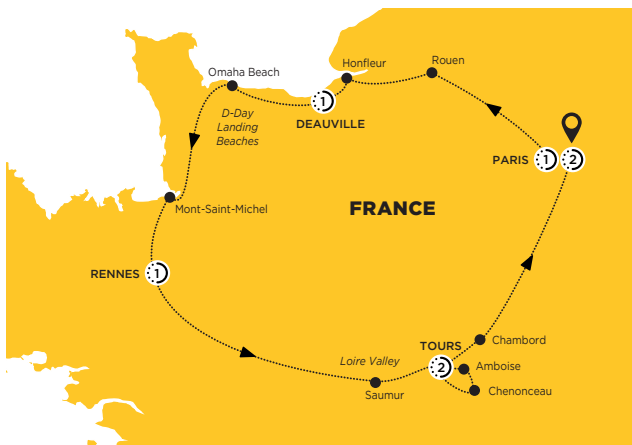 Omaha Beach
Honfleur
Rouen
1
DEAUVILLE
D-Day
Landing
Beaches
PARIS
1
2
Mont-Saint-Michel
FRANCE
RENNES
1
Chambord
TOURS
2
Loire Valley
Amboise
Saumur
Chenonceau